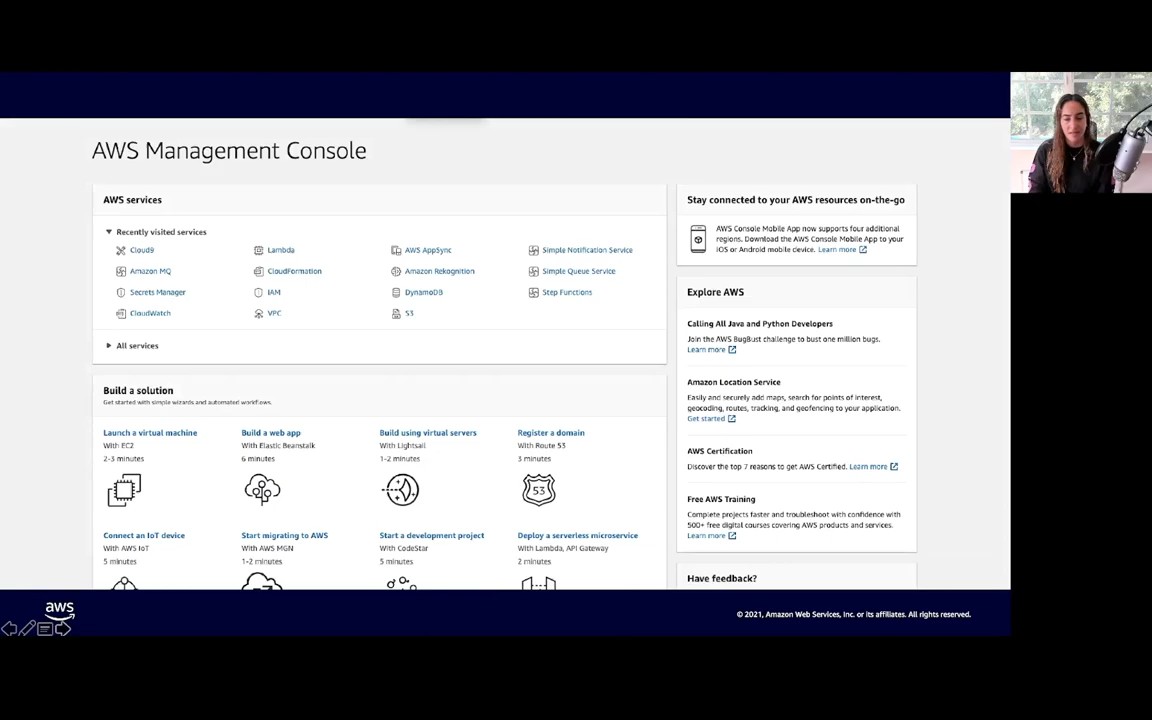 AWS Management Console
AWS services
Recently visited services
Cloud9
Lambda
AWS AppSync
Simple Notification Service
Amazon MQ
CloudFormation
Amazon Rekognition
Simple Queue Service
Secrets Manager
IAM
DynamoDB
Step Functions
CloudWatch
VPC
S3
All services
Build a solution
Get started with simple wizards and automated workflows.
Launch a virtual machine
With EC2
2-3 minutes
Build a web app
With Elastic Beanstalk
6 minutes
Build using virtual servers
With Lightsail
1-2 minutes
Register a domain
With Route 53
3 minutes
53
Connect an IoT device
With AWS IoT
5 minutes
Start migrating to AWS
With AWS MGN
1-2 minutes
Start a development project
With CodeStar
5 minutes
Deploy a serverless microservice
With Lambda, API Gateway
2 minutes
Stay connected to your AWS resources on-the-go
AWS Console Mobile App now supports four additional
regions. Download the AWS Console Mobile App to your
iOS or Android mobile device. Learn more
Explore AWS
Calling All Java and Python Developers
Join the AWS BugBust challenge to bust one million bugs.
Learn more
Amazon Location Service
Easily and securely add maps, search for points of interest,
geocoding, routes, tracking, and geofencing to your application.
Get started
AWS Certification
Discover the top 7 reasons to get AWS Certified. Learn more
Free AWS Training
Complete projects faster and troubleshoot with confidence with
500+ free digital courses covering AWS products and services.
Learn more
Have feedback?
aws
© 2021, Amazon Web Services, Inc. or its affiliates. All rights reserved.